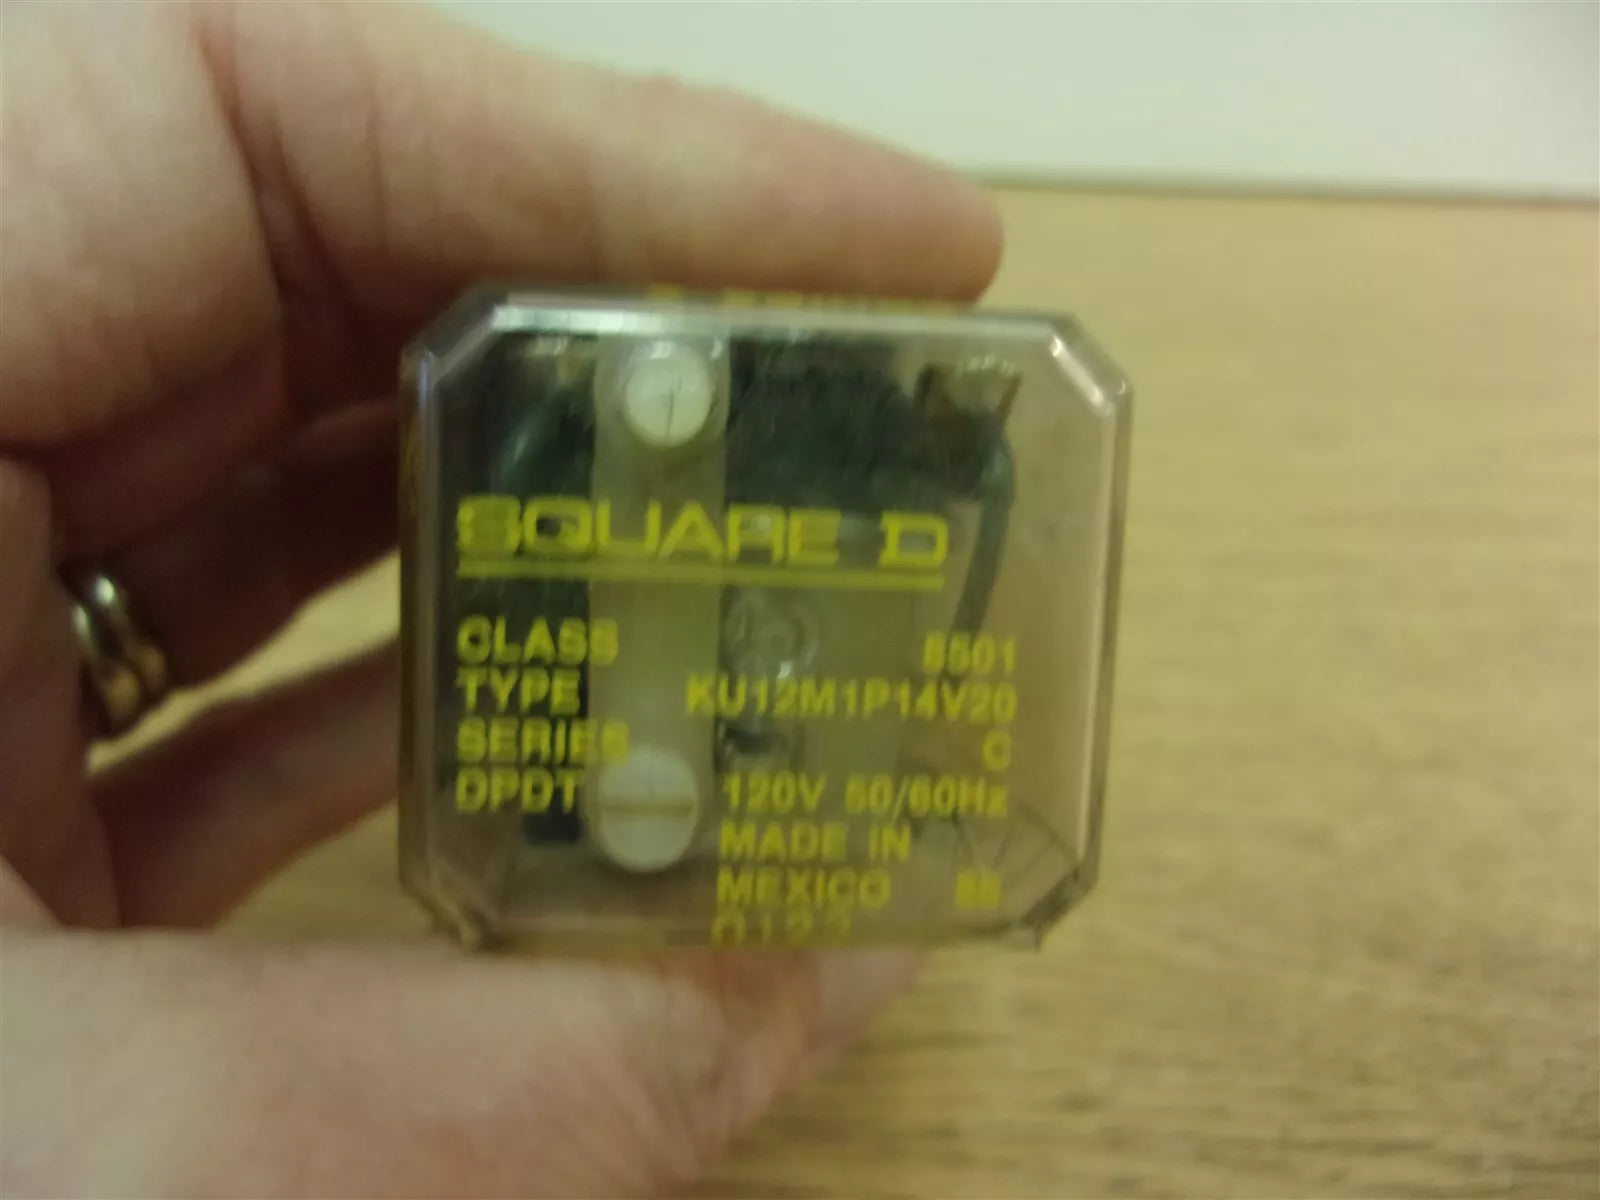 SQUARE D
CLASS 8501
TYPE KU12M1P14V20
SERIES C
DPDT 120V 50/60Hz
MADE IN
MEXICO